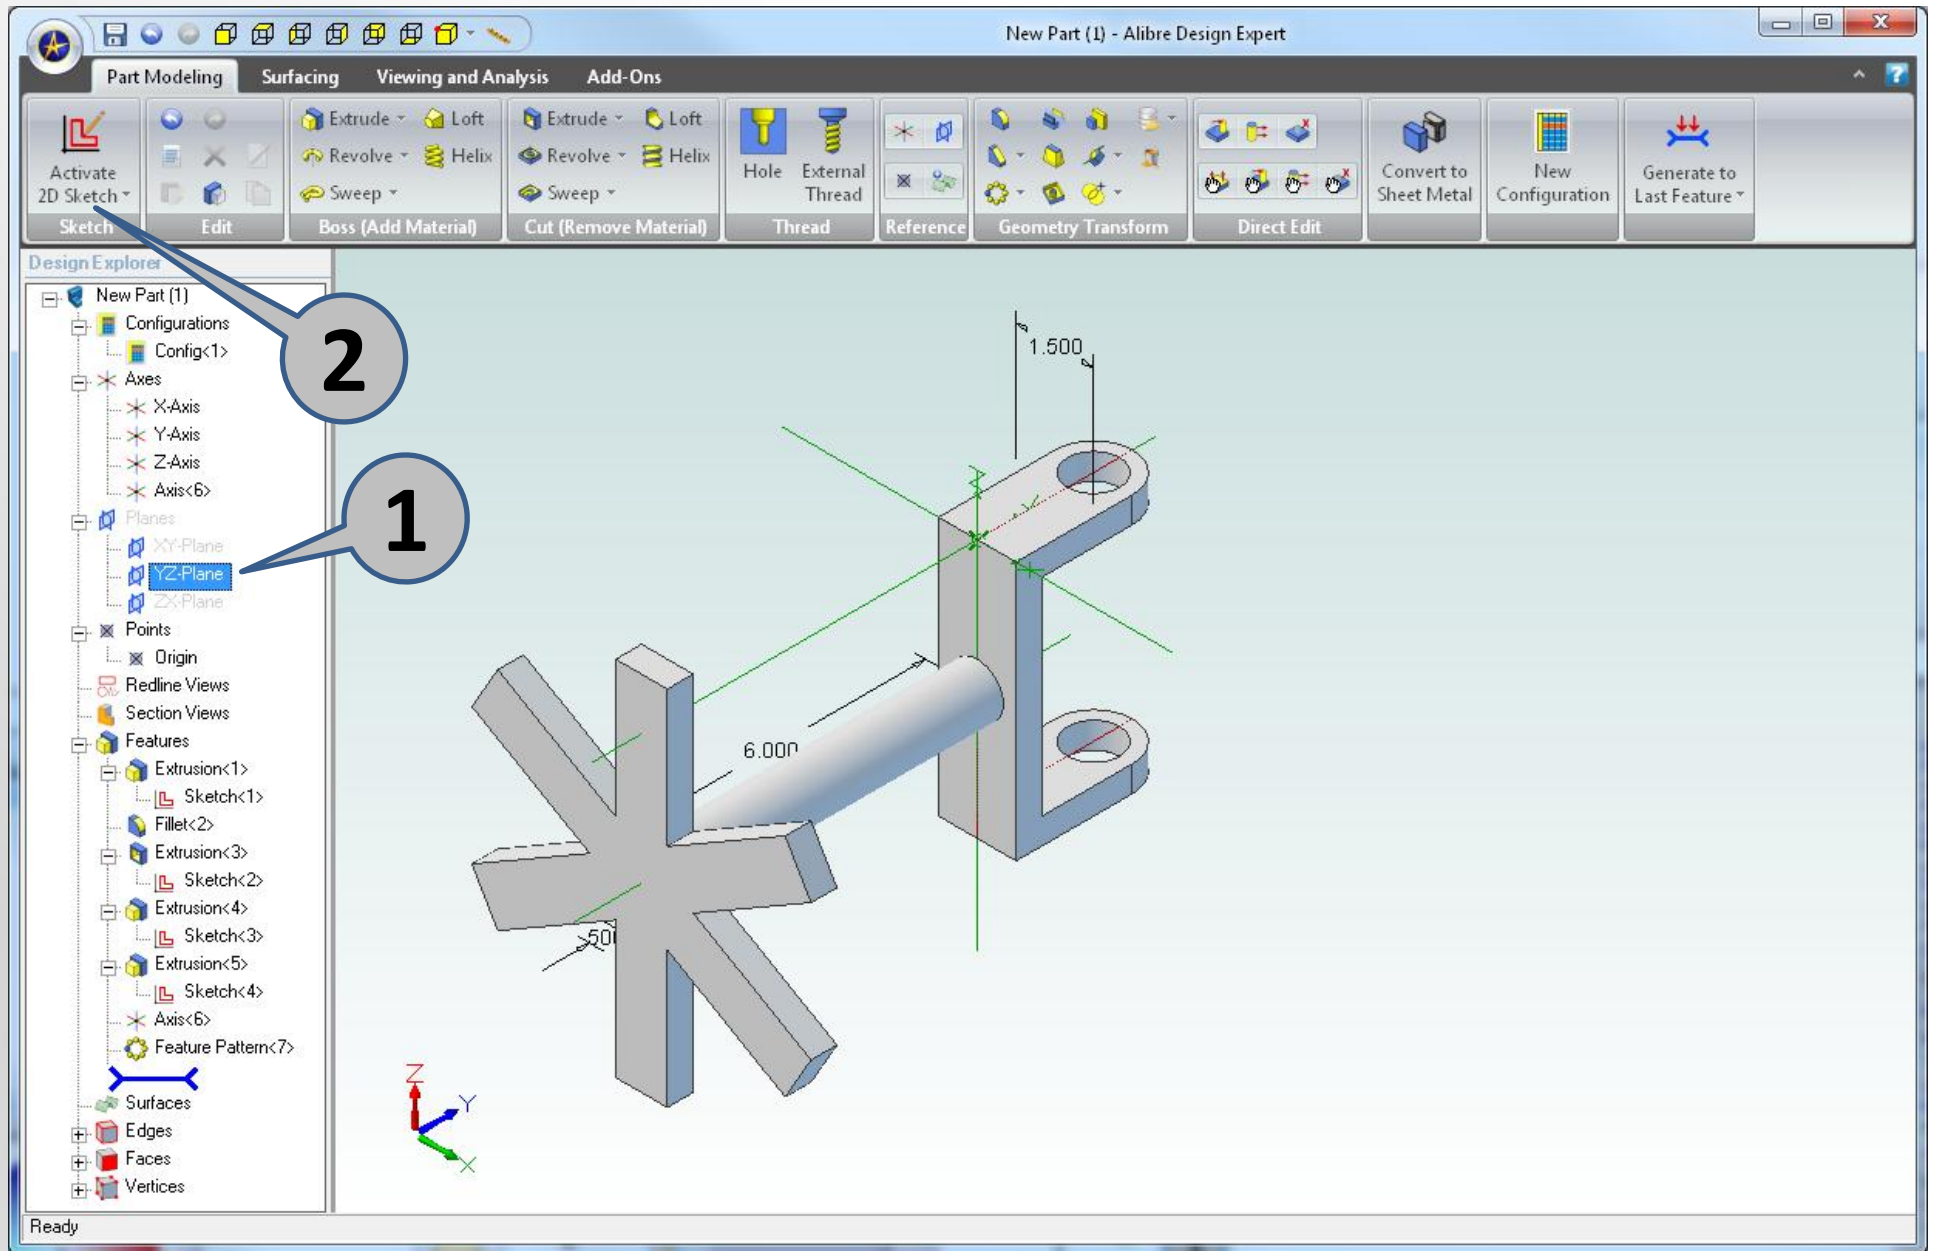 New Part (1) - Alibre Design Expert
Part Modeling Surfacing Viewing and Analysis Add-Ons
Activate
2D Sketch
Sketch
Edit
Extrude Loft
Revolve Helix
Sweep
Boss (Add Material)
Extrude Loft
Revolve Helix
Sweep
Cut (Remove Material)
Hole
External
Thread
Thread
Reference
Geometry Transform
Direct Edit
Convert to
Sheet Metal
New
Configuration
Generate to
Last Feature
Design Explorer
New Part (1)
Configurations
Config<1>
Axes
X-Axis
Y-Axis
Z-Axis
Axis<6>
Planes
XY-Plane
YZ-Plane
ZX-Plane
Points
Origin
Redline Views
Section Views
Features
Extrusion<1>
Sketch<1>
Fillet<2>
Extrusion<3>
Sketch<2>
Extrusion<4>
Sketch<3>
Extrusion<5>
Sketch<4>
Axis<6>
Feature Pattern<7>
Surfaces
Edges
Faces
Vertices
Ready
2
1
1.500
6.000
Z
Y
X